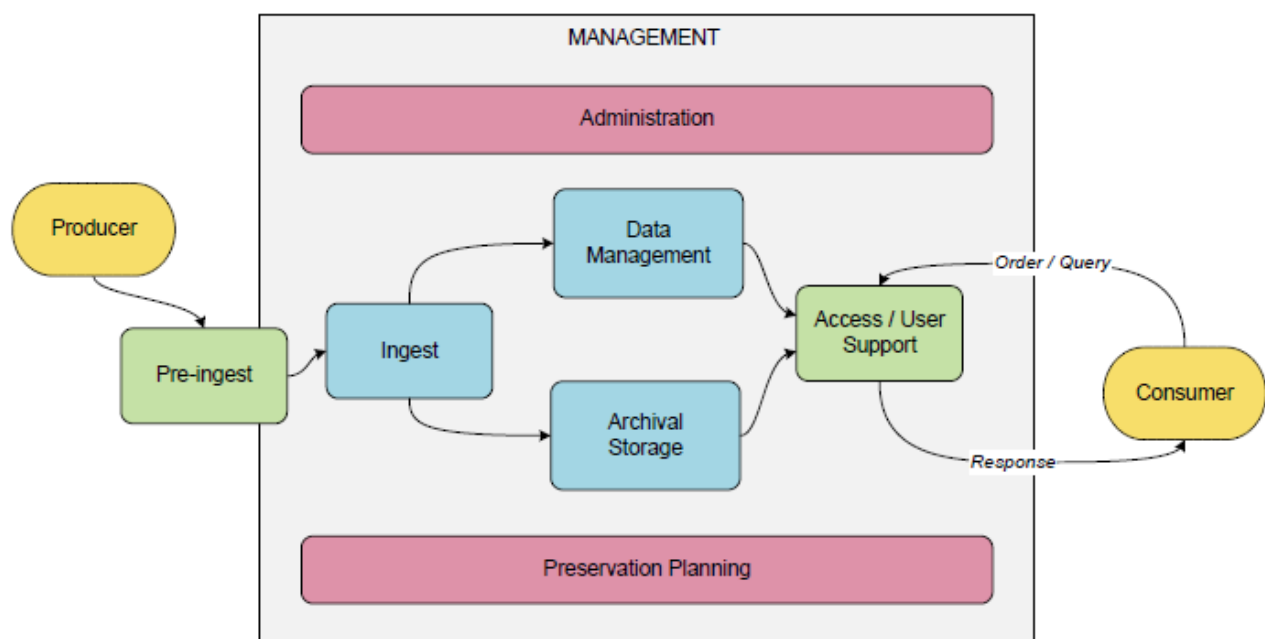 MANAGEMENT
Administration
Producer
Data
Management
Order / Query
Pre-ingest
Ingest
Access / User
Support
Consumer
Archival
Storage
Response
Preservation Planning